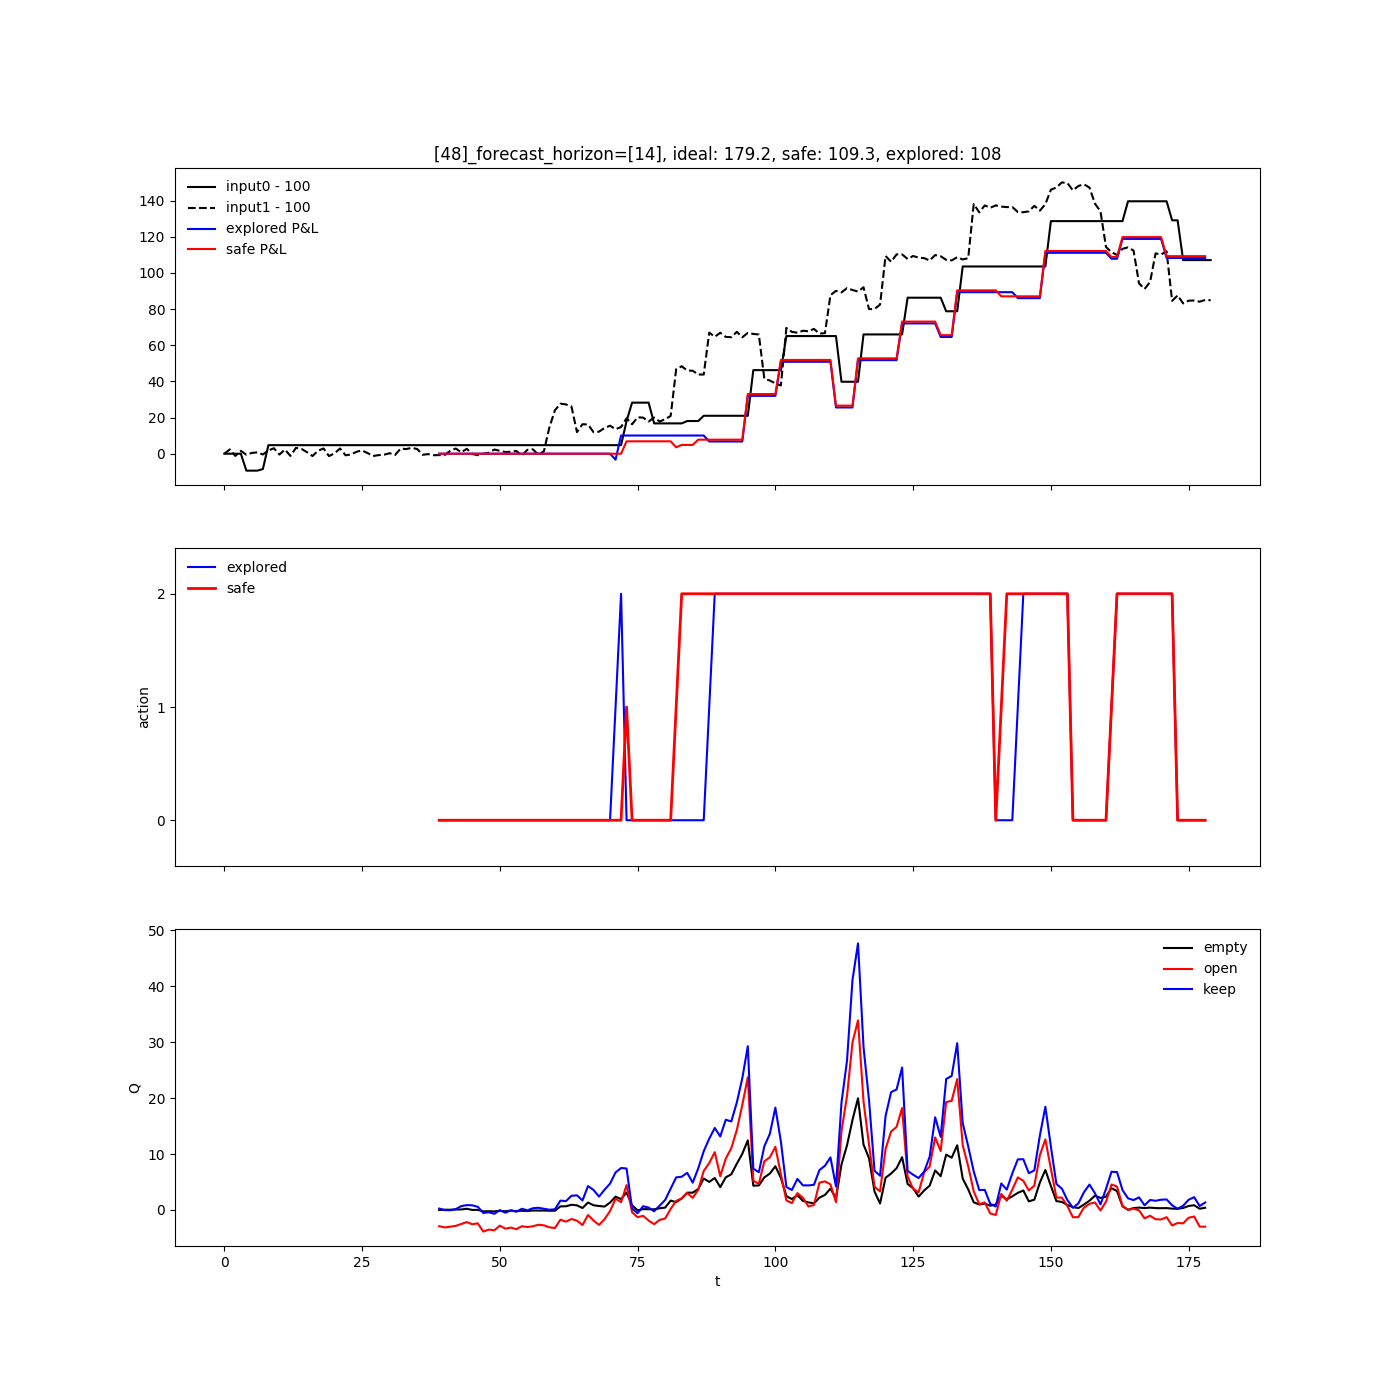 [48]_forecast_horizon=[14], ideal: 179.2, safe: 109.3, explored: 108
input0 - 100
input1 - 100
explored P&L
safe P&L
140
120
100
80
60
40
20
0
explored
safe
2
1
0
action
empty
open
keep
50
40
30
20
10
0
Q
0 25 50 75 100 125 150 175
t